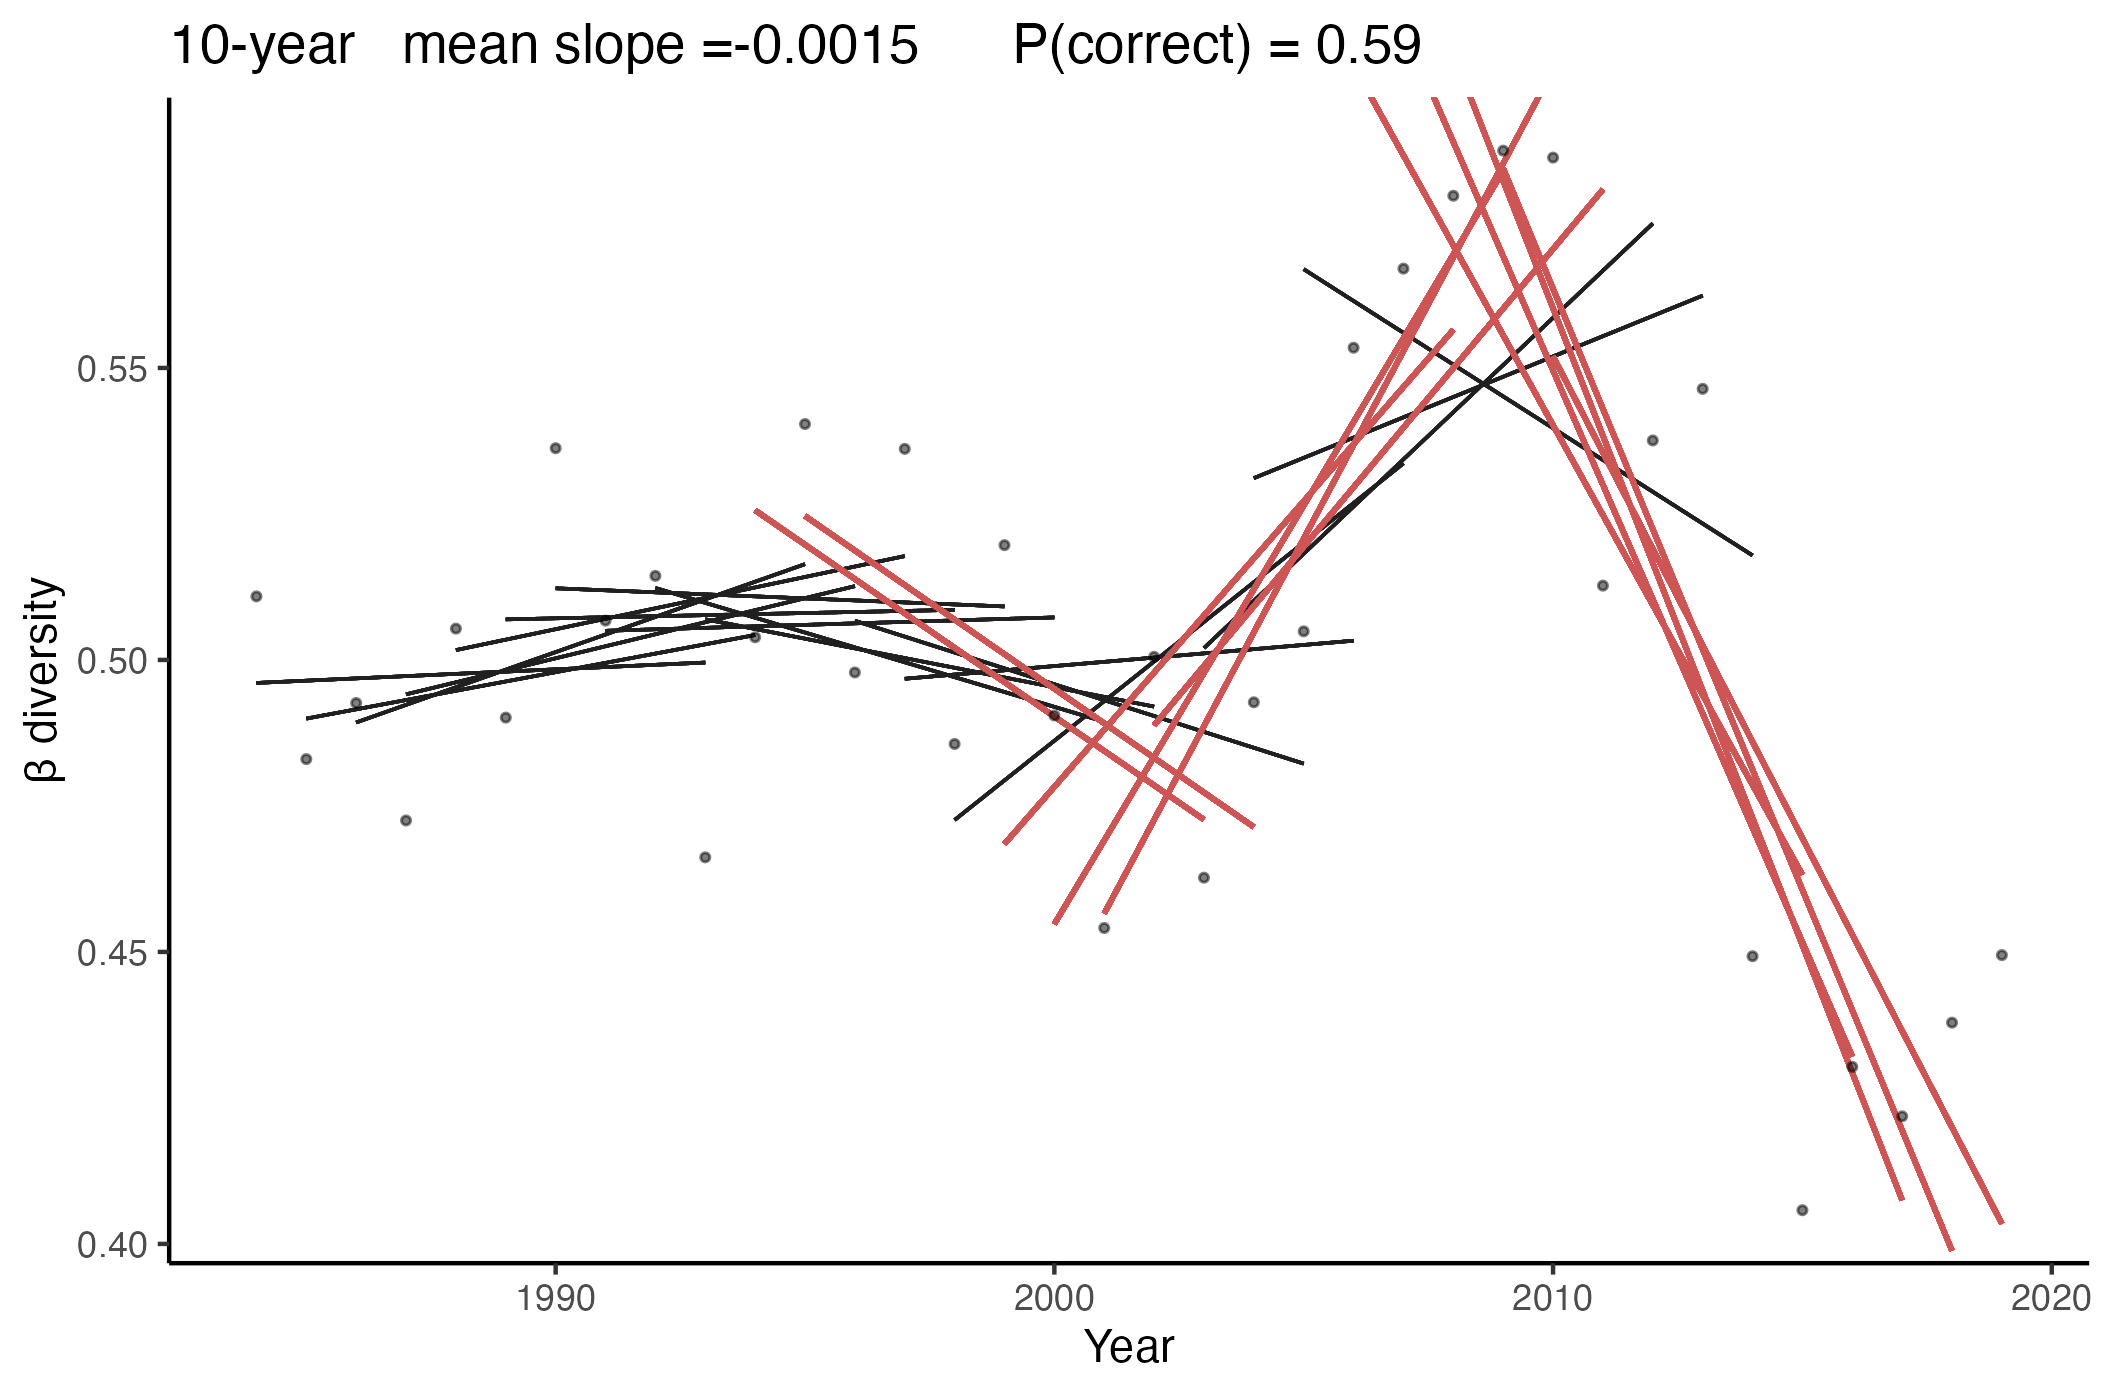 10-year   mean slope =-0.0015      P(correct) = 0.59
β diversity
0.55
0.50
0.45
0.40
1990
2000
2010
2020
Year